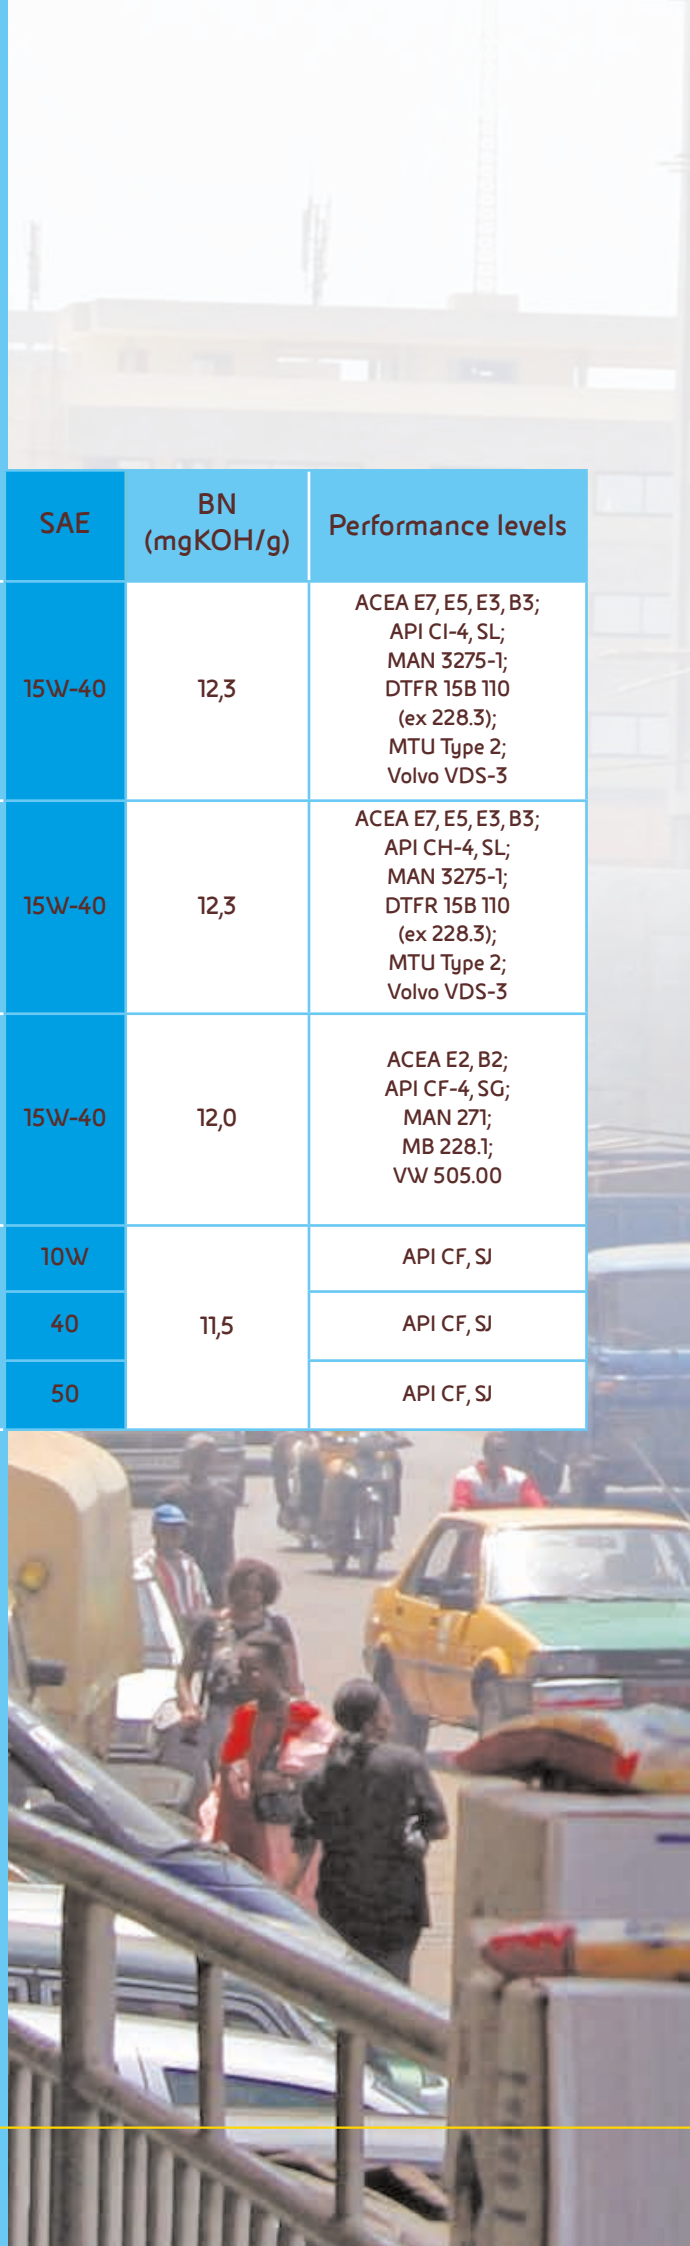 SAE
BN
(mgKOH/g)
Performance levels
15W-40
12,3
ACEA E7, E5, E3, B3;
API CI-4, SL;
MAN 3275-1;
DTFR 15B 110
(ex 228.3);
MTU Type 2;
Volvo VDS-3
15W-40
12,3
ACEA E7, E5, E3, B3;
API CH-4, SL;
MAN 3275-1;
DTFR 15B 110
(ex 228.3);
MTU Type 2;
Volvo VDS-3
15W-40
12,0
ACEA E2, B2;
API CF-4, SG;
MAN 271;
MB 228.1;
VW 505.00
10W
11,5
API CF, SJ
40
API CF, SJ
50
API CF, SJ